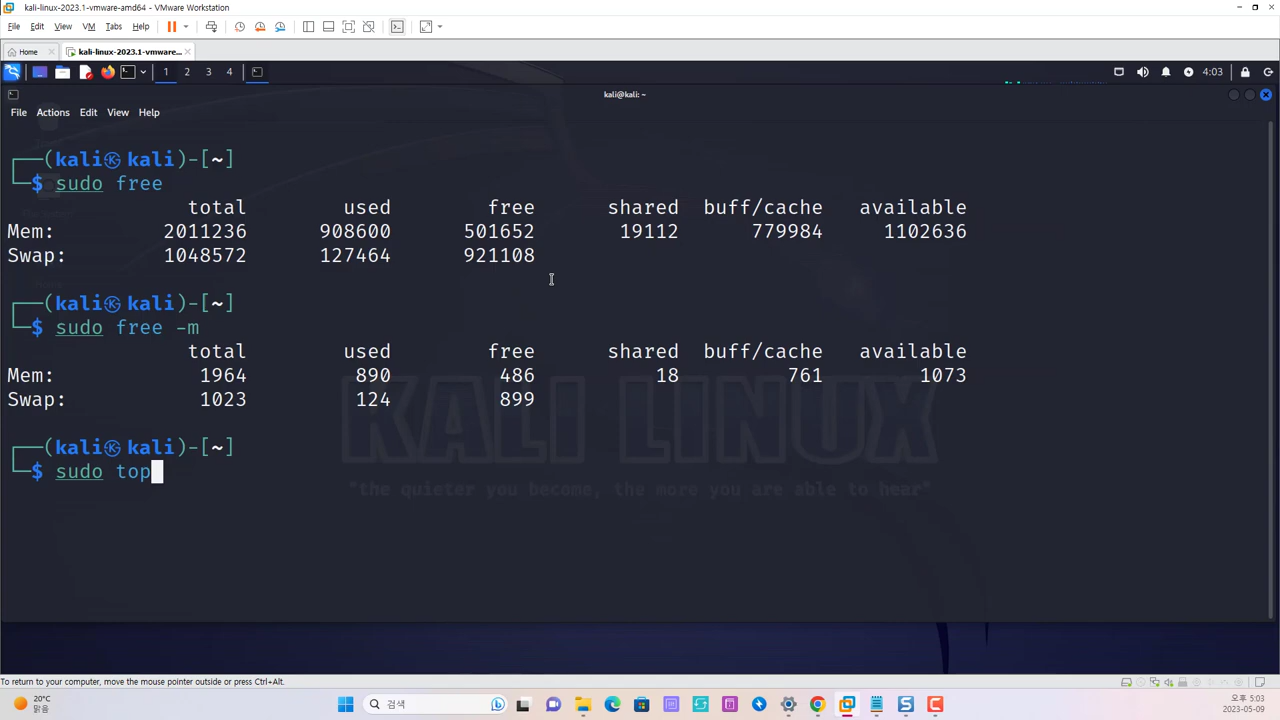 kali-linux-2023.1-vmware-amd64 - VMware Workstation
File Edit View VM Tabs Help
Home kali-linux-2023.1-vmware...
1 2 3 4 4:03
kali@kali: ~
File Actions Edit View Help
┌──(kali㉿kali)-[~]
└─$ sudo free
total used free shared buff/cache available
Mem: 2011236 908600 501652 19112 779984 1102636
Swap: 1048572 127464 921108
┌──(kali㉿kali)-[~]
└─$ sudo free -m
total used free shared buff/cache available
Mem: 1964 890 486 18 761 1073
Swap: 1023 124 899
┌──(kali㉿kali)-[~]
└─$ sudo top
KALI LINUX
"the quieter you become, the more you are able to hear"
To return to your computer, move the mouse pointer outside or press Ctrl+Alt.
20°C
맑음
검색
오후 5:03
2023-05-09